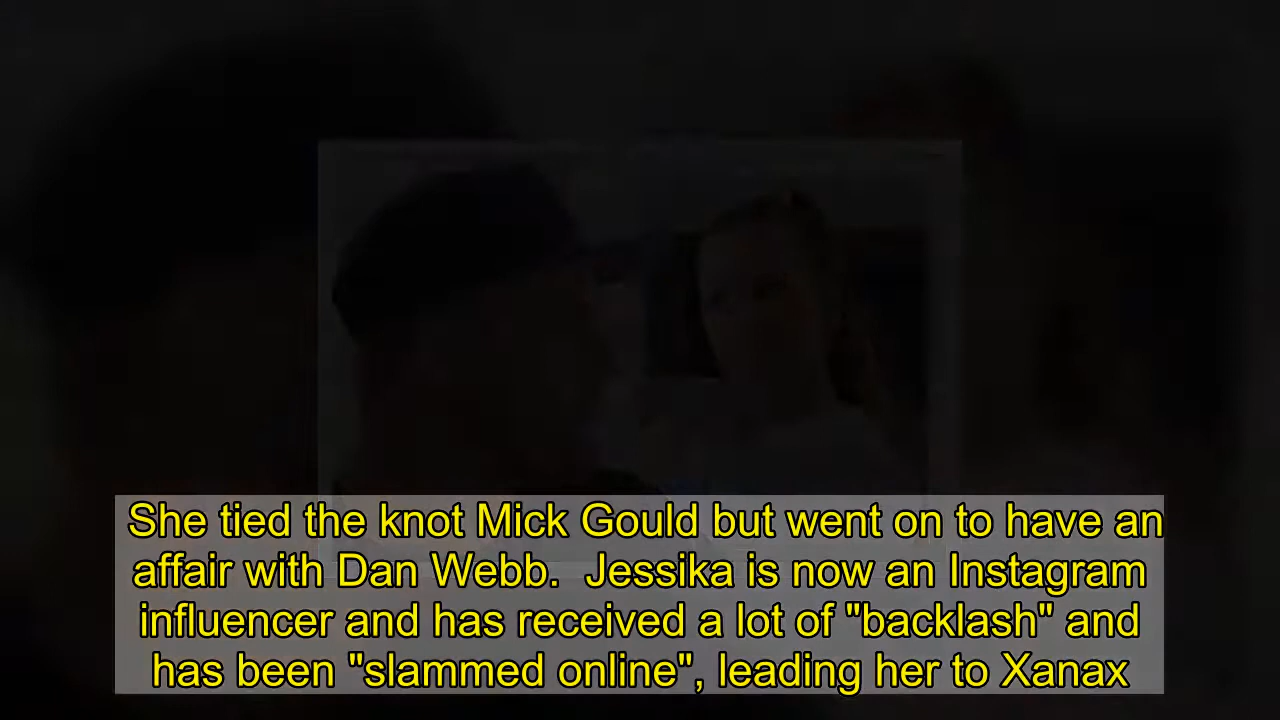 She tied the knot Mick Gould but went on to have an
affair with Dan Webb.  Jessika is now an Instagram
influencer and has received a lot of "backlash" and
has been "slammed online", leading her to Xanax